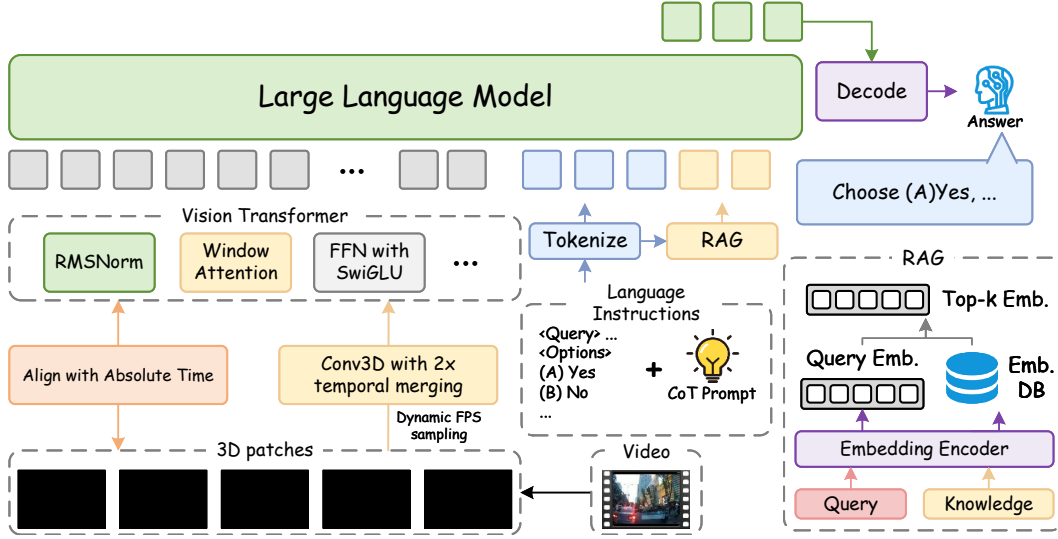 Large Language Model
Decode
Answer
Choose (A)Yes, ...
...
Vision Transformer
RMSNorm
Window
Attention
FFN with
SwiGLU
...
Tokenize
RAG
Align with Absolute Time
Conv3D with 2x
temporal merging
Dynamic FPS
sampling
3D patches
Language
Instructions
<Query> ...
<Options>
(A) Yes
(B) No
...
+
CoT Prompt
Video
RAG
Top-k Emb.
Query Emb.
Emb.
DB
Embedding Encoder
Query
Knowledge